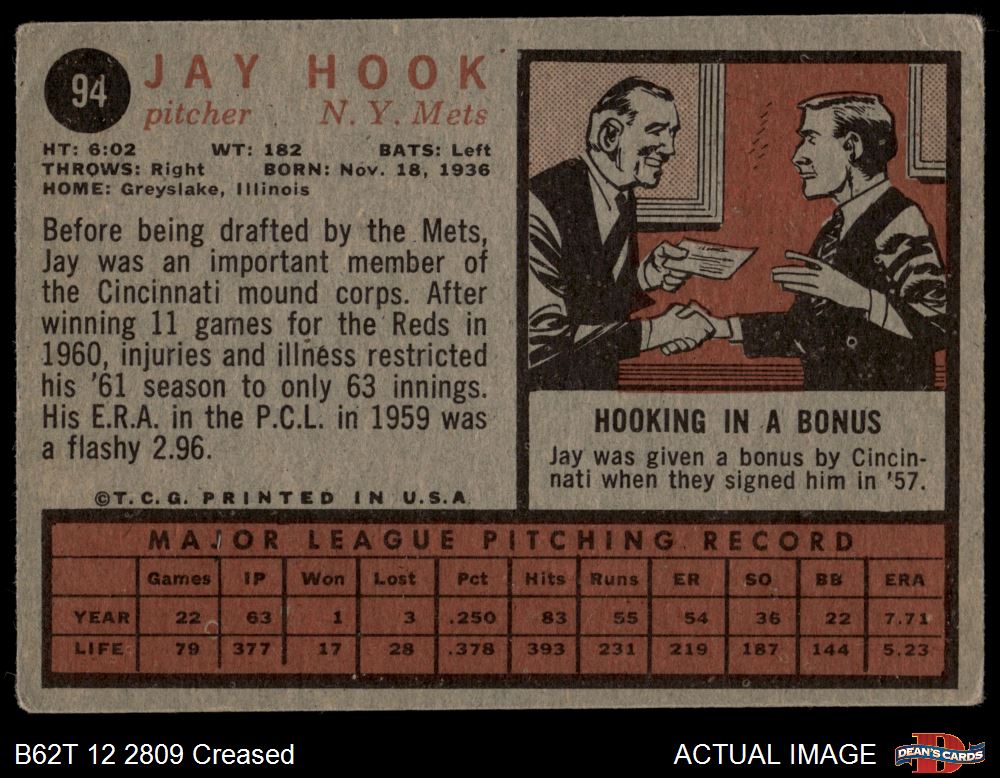 94
JAY HOOK
pitcher N. Y. Mets
HT: 6:02 WT: 182 BATS: Left
THROWS: Right BORN: Nov. 18, 1936
HOME: Greyslake, Illinois
Before being drafted by the Mets,
Jay was an important member of
the Cincinnati mound corps. After
winning 11 games for the Reds in
1960, injuries and illness restricted
his '61 season to only 63 innings.
His E.R.A. in the P.C.L. in 1959 was
a flashy 2.96.
©T.C.G. PRINTED IN U.S.A.
HOOKING IN A BONUS
Jay was given a bonus by Cincin-
nati when they signed him in '57.
MAJOR LEAGUE PITCHING RECORD
Games IP Won Lost Pct Hits Runs ER SO BB ERA
YEAR 22 63 1 3 .250 83 55 54 36 22 7.71
LIFE 79 377 17 28 .378 393 231 219 187 144 5.23
B62T 12 2809 Creased ACTUAL IMAGE DEAN'S CARDS